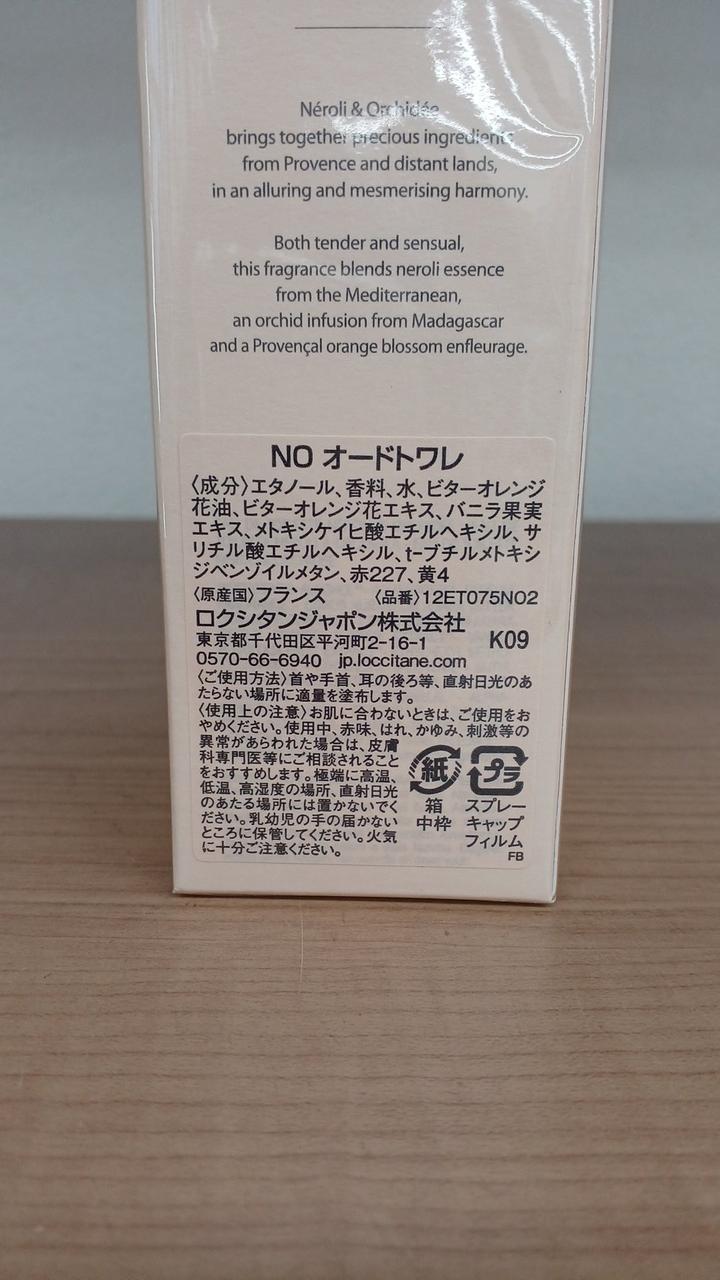 Néroli & Orchidée
brings together precious ingredients
from Provence and distant lands,
in an alluring and mesmerising harmony.
Both tender and sensual,
this fragrance blends neroli essence
from the Mediterranean,
an orchid infusion from Madagascar
and a Provençal orange blossom enfleurage.
NO オードトワレ
〈成分〉エタノール、香料、水、ビターオレンジ
花油、ビターオレンジ花エキス、バニラ果実
エキス、メトキシケイヒ酸エチルヘキシル、サ
リチル酸エチルヘキシル、t-ブチルメトキシ
ジベンゾイルメタン、赤227、黄4
〈原産国〉フランス 〈品番〉12ET075NO2
ロクシタンジャポン株式会社
東京都千代田区平河町2-16-1 K09
0570-66-6940 jp.loccitane.com
〈ご使用方法〉首や手首、耳の後ろ等、直射日光のあ
たらない場所に適量を塗布します。
〈使用上の注意〉お肌に合わないときは、ご使用をお
やめください。使用中、赤味、はれ、かゆみ、刺激等の
異常があらわれた場合は、皮膚
科専門医等にご相談されること
をおすすめします。極端に高温、
低温、高湿度の場所、直射日光
のあたる場所には置かないでく
ださい。乳幼児の手の届かない
ところに保管してください。火気
に十分ご注意ください。
紙 プラ
箱 スプレー
中枠 キャップ
フィルム
FB